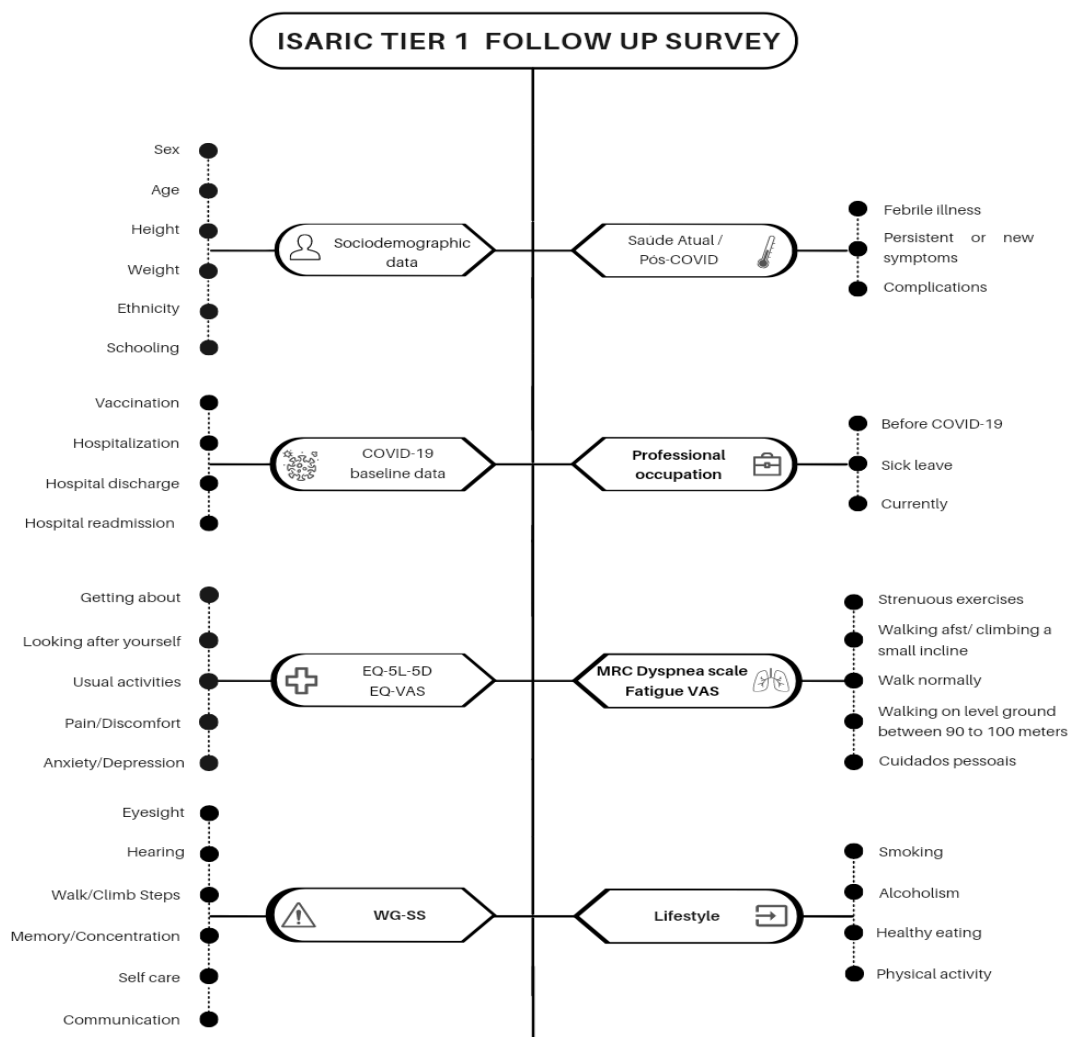 ISARIC TIER 1 FOLLOW UP SURVEY
Sex
Age
Height
Weight
Ethnicity
Schooling
Sociodemographic
data
Saúde Atual /
Pós-COVID
Febrile illness
Persistent or new
symptoms
Complications
Vaccination
Hospitalization
Hospital discharge
Hospital readmission
COVID-19
baseline data
Professional
occupation
Before COVID-19
Sick leave
Currently
Getting about
Looking after yourself
Usual activities
Pain/Discomfort
Anxiety/Depression
EQ-5L-5D
EQ-VAS
MRC Dyspnea scale
Fatigue VAS
Strenuous exercises
Walking afst/ climbing a
small incline
Walk normally
Walking on level ground
between 90 to 100 meters
Cuidados pessoais
Eyesight
Hearing
Walk/Climb Steps
Memory/Concentration
Self care
Communication
WG-SS
Lifestyle
Smoking
Alcoholism
Healthy eating
Physical activity